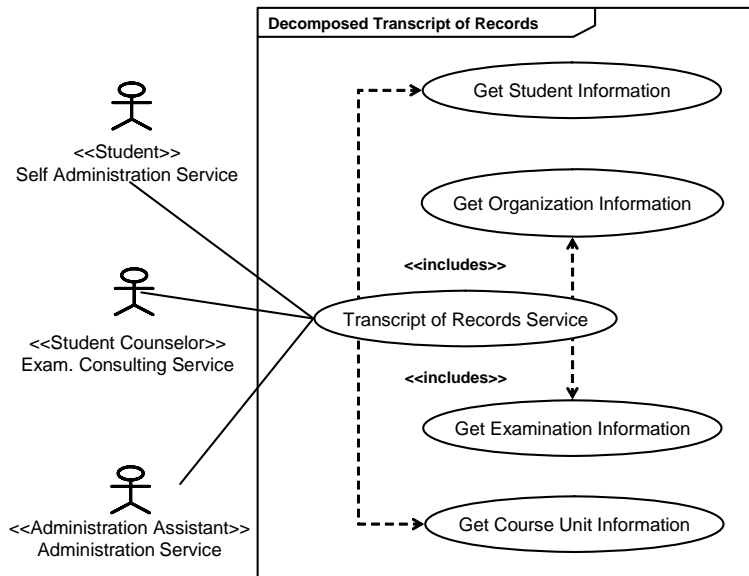 Decomposed Transcript of Records
Get Student Information
<<Student>>
Self Administration Service
Get Organization Information
<<includes>>
Transcript of Records Service
<<Student Counselor>>
Exam. Consulting Service
<<includes>>
Get Examination Information
<<Administration Assistant>>
Administration Service
Get Course Unit Information